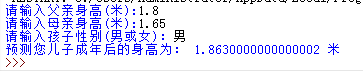 请输入父亲身高(米):1.8
请输入母亲身高(米):1.65
请输入孩子性别(男或女): 男
预测您儿子成年后的身高为: 1.8630000000000002 米
>>>